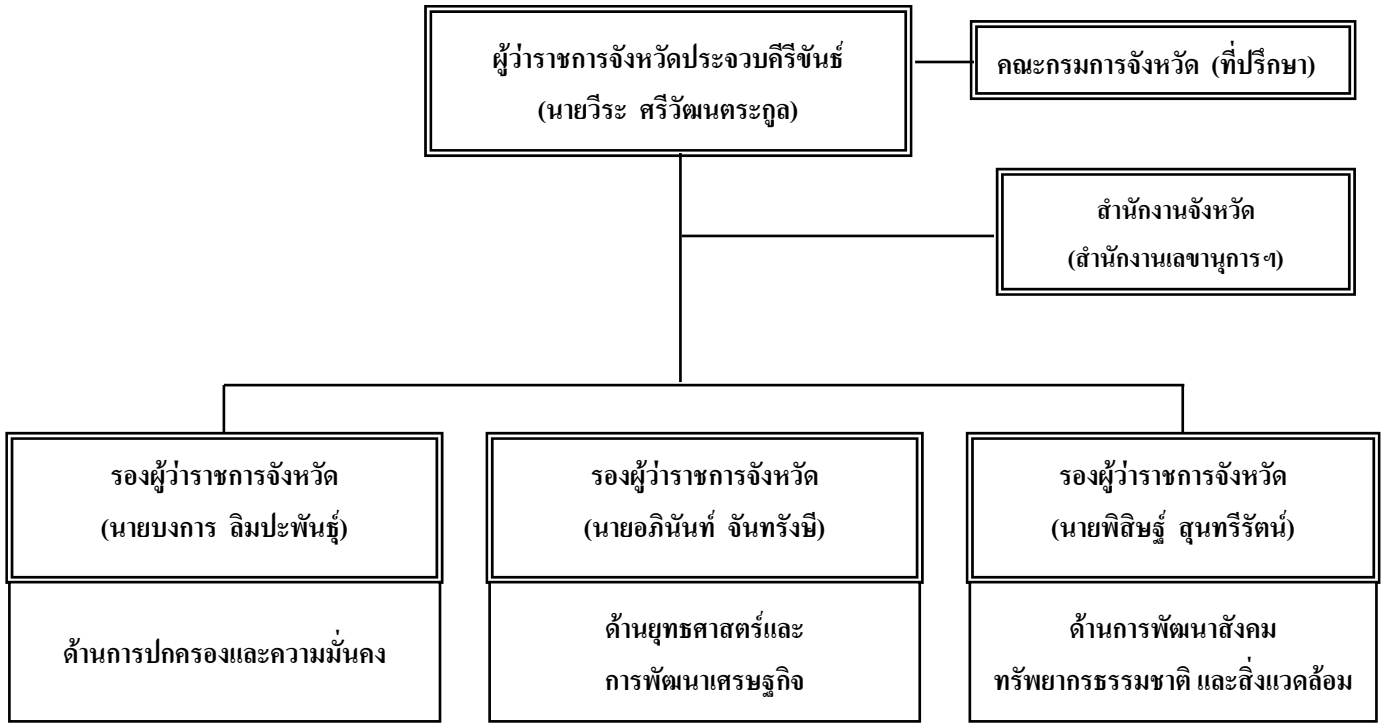 ผู้ว่าราชการจังหวัดประจวบคีรีขันธ์
(นายวีระ ศรีวัฒนตระกูล)
คณะกรมการจังหวัด (ที่ปรึกษา)
สำนักงานจังหวัด
(สำนักงานเลขานุการฯ)
รองผู้ว่าราชการจังหวัด
(นายบงการ ลิมปะพันธุ์)
ด้านการปกครองและความมั่นคง
รองผู้ว่าราชการจังหวัด
(นายอภินันท์ จันทรังษี)
ด้านยุทธศาสตร์และ
การพัฒนาเศรษฐกิจ
รองผู้ว่าราชการจังหวัด
(นายพิสิษฐ์ สุนทรีรัตน์)
ด้านการพัฒนาสังคม
ทรัพยากรธรรมชาติ และสิ่งแวดล้อม